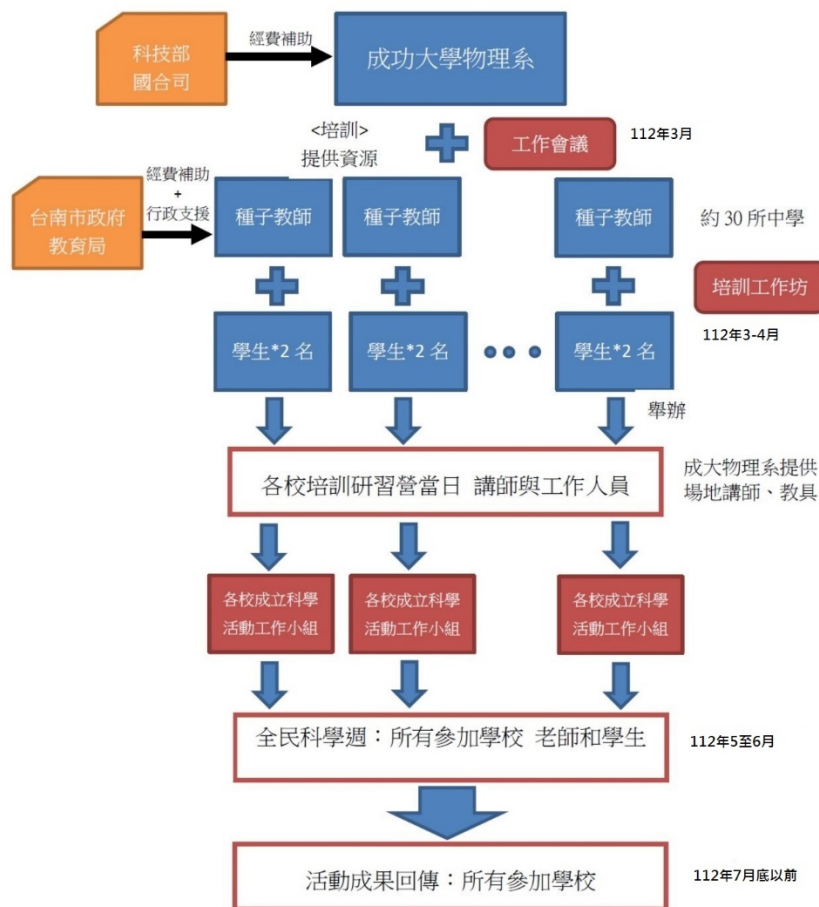 科技部
國合司
經費補助
成功大學物理系
<培訓>
提供資源
工作會議
112年3月
台南市政府
教育局
經費補助
+
行政支援
種子教師
種子教師
種子教師
約 30 所中學
培訓工作坊
112年3-4月
學生*2 名
學生*2 名
學生*2 名
舉辦
各校培訓研習營當日 講師與工作人員
成大物理系提供
場地講師、教具
各校成立科學
活動工作小組
各校成立科學
活動工作小組
各校成立科學
活動工作小組
全民科學週：所有參加學校 老師和學生
112年5至6月
活動成果回傳：所有參加學校
112年7月底以前